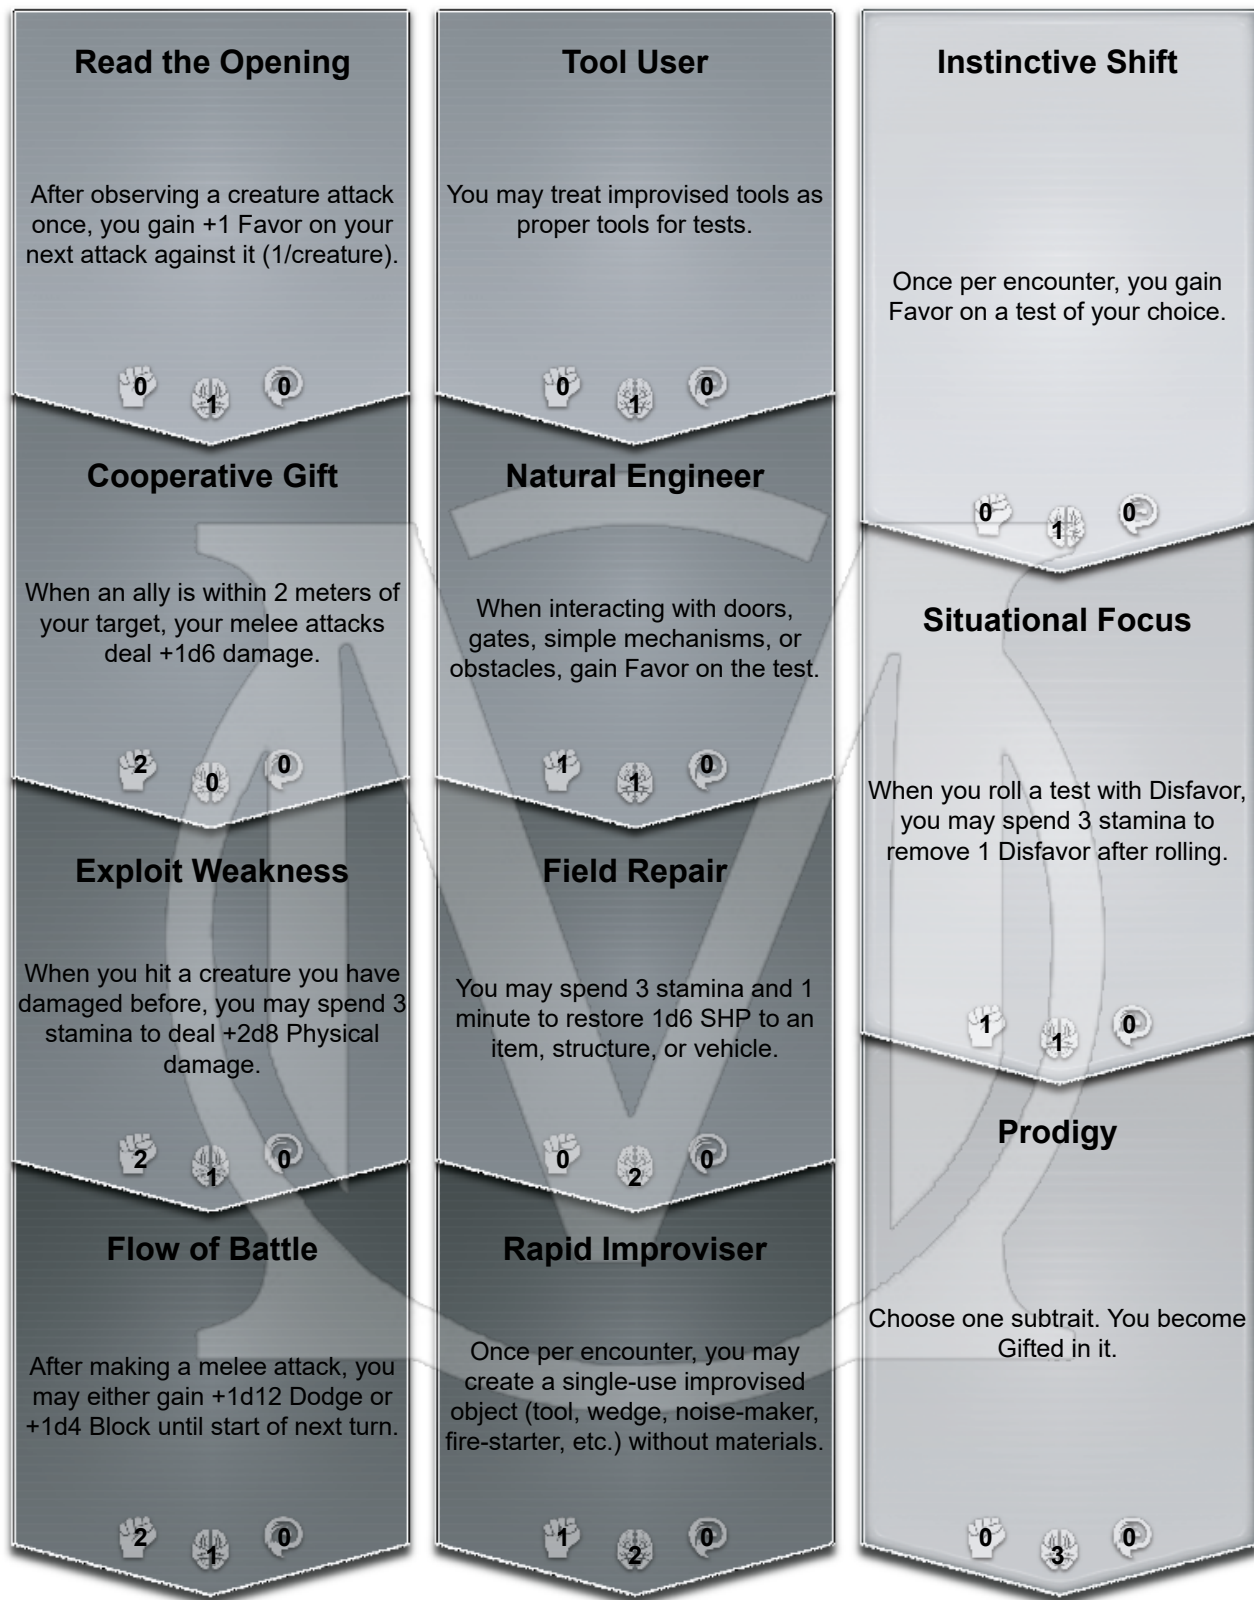 Read the Opening
After observing a creature attack
once, you gain +1 Favor on your
next attack against it (1/creature).
0
1
0
Cooperative Gift
When an ally is within 2 meters of
your target, your melee attacks
deal +1d6 damage.
2
0
0
Exploit Weakness
When you hit a creature you have
damaged before, you may spend 3
stamina to deal +2d8 Physical
damage.
2
1
0
Flow of Battle
After making a melee attack, you
may either gain +1d12 Dodge or
+1d4 Block until start of next turn.
2
1
0
Tool User
You may treat improvised tools as
proper tools for tests.
0
1
0
Natural Engineer
When interacting with doors,
gates, simple mechanisms, or
obstacles, gain Favor on the test.
1
1
0
Field Repair
You may spend 3 stamina and 1
minute to restore 1d6 SHP to an
item, structure, or vehicle.
0
2
0
Rapid Improviser
Once per encounter, you may
create a single-use improvised
object (tool, wedge, noise-maker,
fire-starter, etc.) without materials.
1
2
0
Instinctive Shift
Once per encounter, you gain
Favor on a test of your choice.
0
1
0
Situational Focus
When you roll a test with Disfavor,
you may spend 3 stamina to
remove 1 Disfavor after rolling.
1
1
0
Prodigy
Choose one subtrait. You become
Gifted in it.
0
3
0